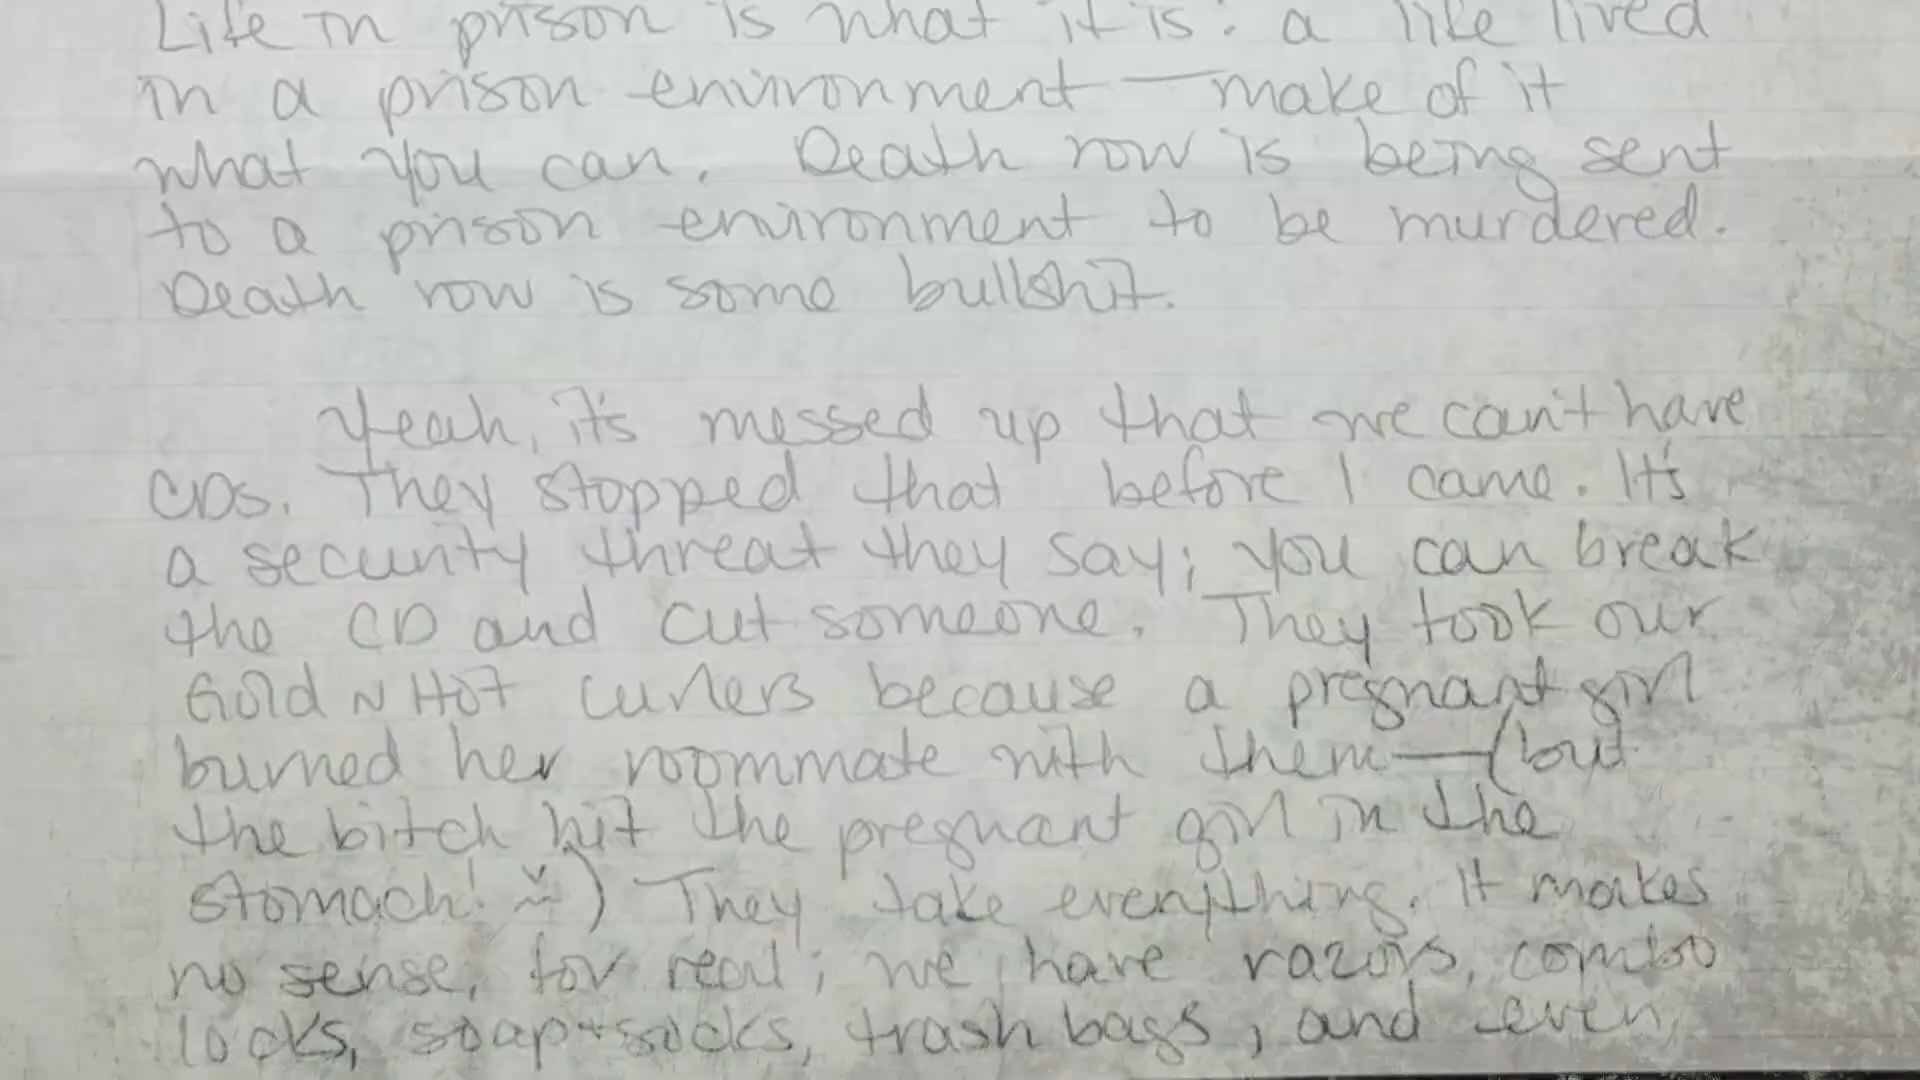 Life in prison is what it is: a life lived
in a prison environment—make of it
what you can. Death row is being sent
to a prison environment to be murdered.
Death row is some bullshit.
Yeah, it's messed up that we can't have
CDs. They stopped that before I came. It's
a security threat they say; you can break
the CD and cut someone. They took our
Gold N Hot curlers because a pregnant girl
burned her roommate with them—(but
the bitch hit the pregnant girl in the
stomach! ) They take everything. It makes
no sense, for real; we have razors, combo
locks, soap+socks, trash bags, and even